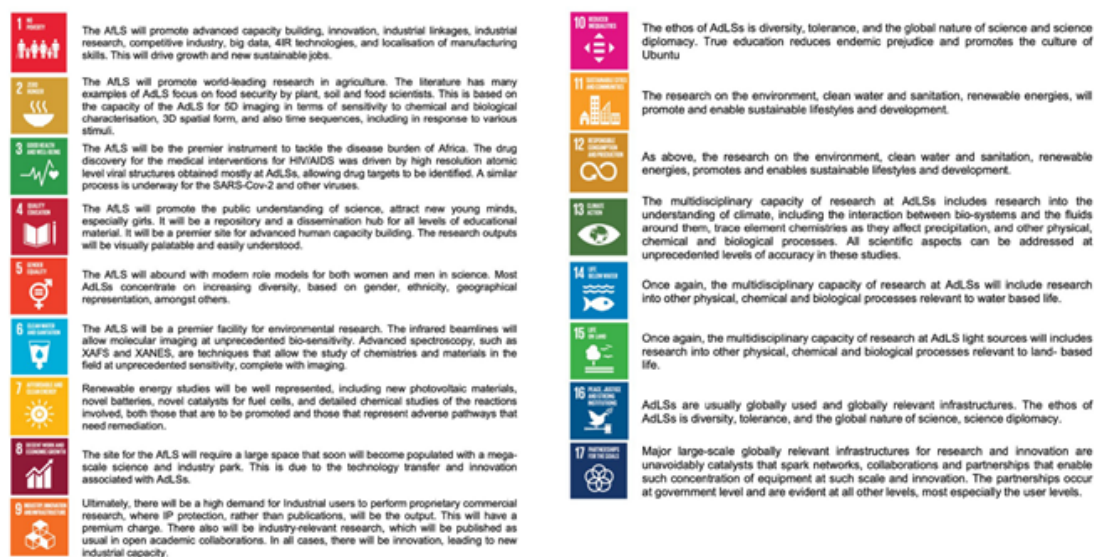 1 NO POVERTY
The AfLS will promote advanced capacity building, innovation, industrial linkages, industrial
research, competitive industry, big data, 4IR technologies, and localisation of manufacturing
skills. This will drive growth and new sustainable jobs.
2 ZERO HUNGER
The AfLS will promote world-leading research in agriculture. The literature has many
examples of AdLS focus on food security by plant, soil and food scientists. This is based on
the capacity of the AdLS for 5D imaging in terms of sensitivity to chemical and biological
characterisation, 3D spatial form, and also time sequences, including in response to various
stimuli.
3 GOOD HEALTH AND WELL-BEING
The AfLS will be the premier instrument to tackle the disease burden of Africa. The drug
discovery for the medical interventions for HIV/AIDS was driven by high resolution atomic
level viral structures obtained mostly at AdLSs, allowing drug targets to be identified. A similar
process is underway for the SARS-Cov-2 and other viruses.
4 QUALITY EDUCATION
The AfLS will promote the public understanding of science, attract new young minds,
especially girls. It will be a repository and a dissemination hub for all levels of educational
material. It will be a premier site for advanced human capacity building. The research outputs
will be visually palatable and easily understood.
5 GENDER EQUALITY
The AfLS will abound with modern role models for both women and men in science. Most
AdLSs concentrate on increasing diversity, based on gender, ethnicity, geographical
representation, amongst others.
6 CLEAN WATER AND SANITATION
The AfLS will be a premier facility for environmental research. The infrared beamlines will
allow molecular imaging at unprecedented bio-sensitivity. Advanced spectroscopy, such as
XAFS and XANES, are techniques that allow the study of chemistries and materials in the
field at unprecedented sensitivity, complete with imaging.
7 AFFORDABLE AND CLEAN ENERGY
Renewable energy studies will be well represented, including new photovoltaic materials,
novel batteries, novel catalysts for fuel cells, and detailed chemical studies of the reactions
involved, both those that are to be promoted and those that represent adverse pathways that
need remediation.
8 DECENT WORK AND ECONOMIC GROWTH
The site for the AfLS will require a large space that soon will become populated with a mega-
scale science and industry park. This is due to the technology transfer and innovation
associated with AdLSs.
9 INDUSTRY, INNOVATION AND INFRASTRUCTURE
Ultimately, there will be a high demand for Industrial users to perform proprietary commercial
research, where IP protection, rather than publications, will be the output. This will have a
premium charge. There also will be industry-relevant research, which will be published as
usual in open academic collaborations. In all cases, there will be innovation, leading to new
industrial capacity.
10 REDUCED INEQUALITIES
The ethos of AdLSs is diversity, tolerance, and the global nature of science and science
diplomacy. True education reduces endemic prejudice and promotes the culture of
Ubuntu
11 SUSTAINABLE CITIES AND COMMUNITIES
The research on the environment, clean water and sanitation, renewable energies, will
promote and enable sustainable lifestyles and development.
12 RESPONSIBLE CONSUMPTION AND PRODUCTION
As above, the research on the environment, clean water and sanitation, renewable
energies, promotes and enables sustainable lifestyles and development.
13 CLIMATE ACTION
The multidisciplinary capacity of research at AdLSs includes research into the
understanding of climate, including the interaction between bio-systems and the fluids
around them, trace element chemistries as they affect precipitation, and other physical,
chemical and biological processes. All scientific aspects can be addressed at
unprecedented levels of accuracy in these studies.
14 LIFE BELOW WATER
Once again, the multidisciplinary capacity of research at AdLSs will include research
into other physical, chemical and biological processes relevant to water based life.
15 LIFE ON LAND
Once again, the multidisciplinary capacity of research at AdLS light sources will includes
research into other physical, chemical and biological processes relevant to land- based
life.
16 PEACE, JUSTICE AND STRONG INSTITUTIONS
AdLSs are usually globally used and globally relevant infrastructures. The ethos of
AdLSs is diversity, tolerance, and the global nature of science, science diplomacy.
17 PARTNERSHIPS FOR THE GOALS
Major large-scale globally relevant infrastructures for research and innovation are
unavoidably catalysts that spark networks, collaborations and partnerships that enable
such concentration of equipment at such scale and innovation. The partnerships occur
at government level and are evident at all other levels, most especially the user levels.